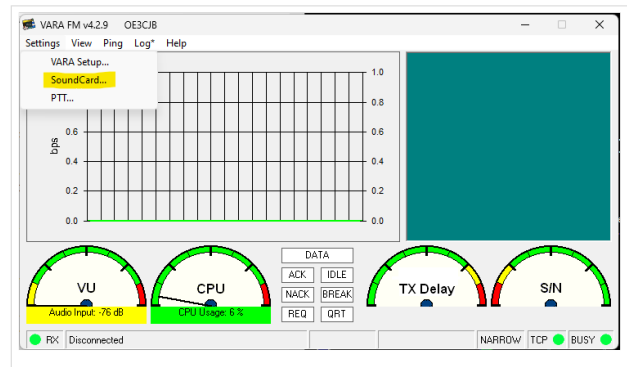 VARA FM v4.2.9 OE3CJB
Settings View Ping Log* Help
VARA Setup...
SoundCard...
PTT...
1.0
0.8
0.6 0.6
bps
0.4 0.4
0.2 0.2
0.0 0.0
DATA
ACK IDLE
NACK BREAK
REQ QRT
VU
Audio Input: -76 dB
CPU
CPU Usage: 6 %
TX Delay
S/N
RX Disconnected NARROW TCP BUSY